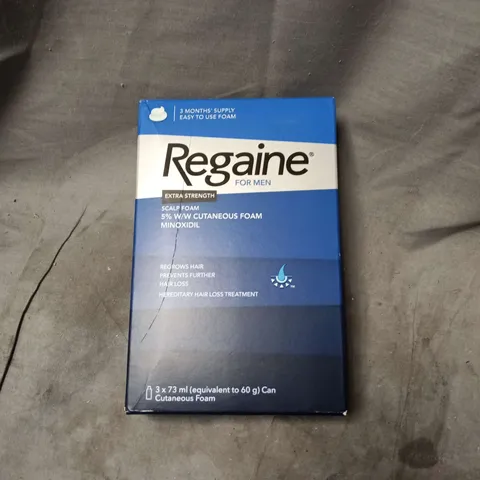 3 MONTHS' SUPPLY
EASY TO USE FOAM
Regaine®
FOR MEN
EXTRA STRENGTH
SCALP FOAM
5% W/W CUTANEOUS FOAM
MINOXIDIL
REGROWS HAIR
PREVENTS FURTHER
HAIR LOSS
HEREDITARY HAIR LOSS TREATMENT
3 x 73 ml (equivalent to 60 g) Can
Cutaneous Foam